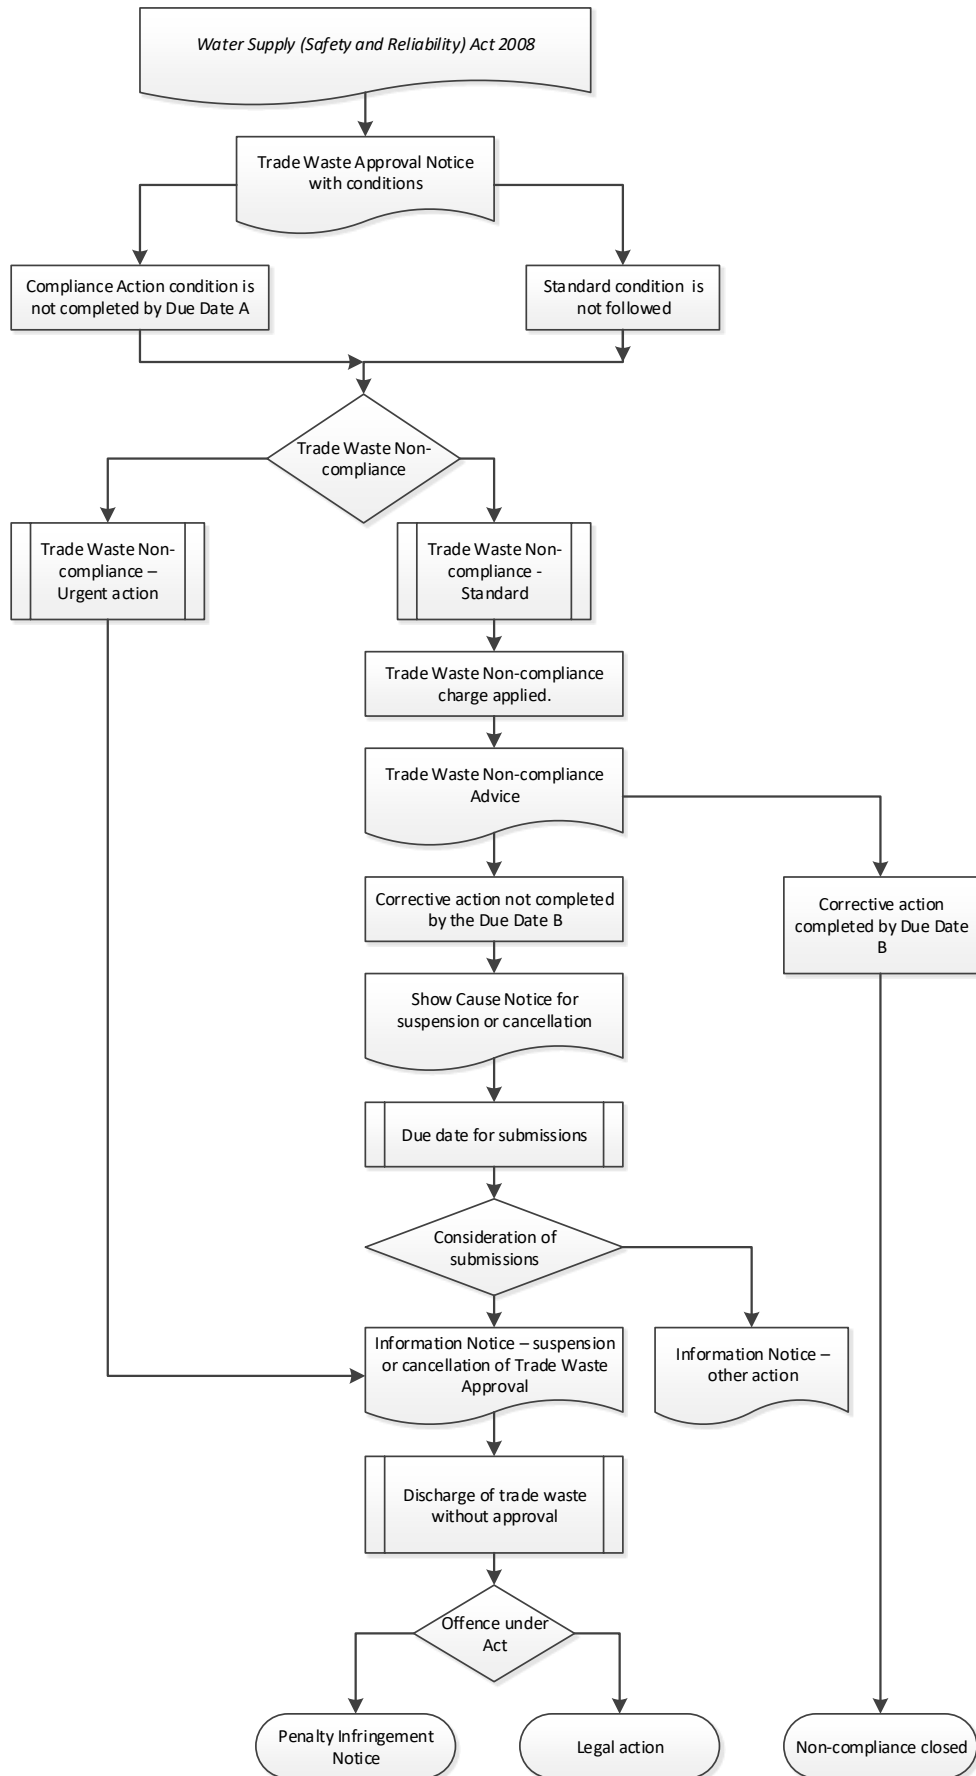 Water Supply (Safety and Reliability) Act 2008
Trade Waste Approval Notice
with conditions
Compliance Action condition is
not completed by Due Date A
Standard condition is
not followed
Trade Waste Non-
compliance
Trade Waste Non-
compliance –
Urgent action
Trade Waste Non-
compliance -
Standard
Trade Waste Non-compliance
charge applied.
Trade Waste Non-compliance
Advice
Corrective action not completed
by the Due Date B
Corrective action
completed by Due Date
B
Show Cause Notice for
suspension or cancellation
Due date for submissions
Consideration of
submissions
Information Notice – suspension
or cancellation of Trade Waste
Approval
Information Notice –
other action
Discharge of trade waste
without approval
Offence under
Act
Penalty Infringement
Notice
Legal action
Non-compliance closed